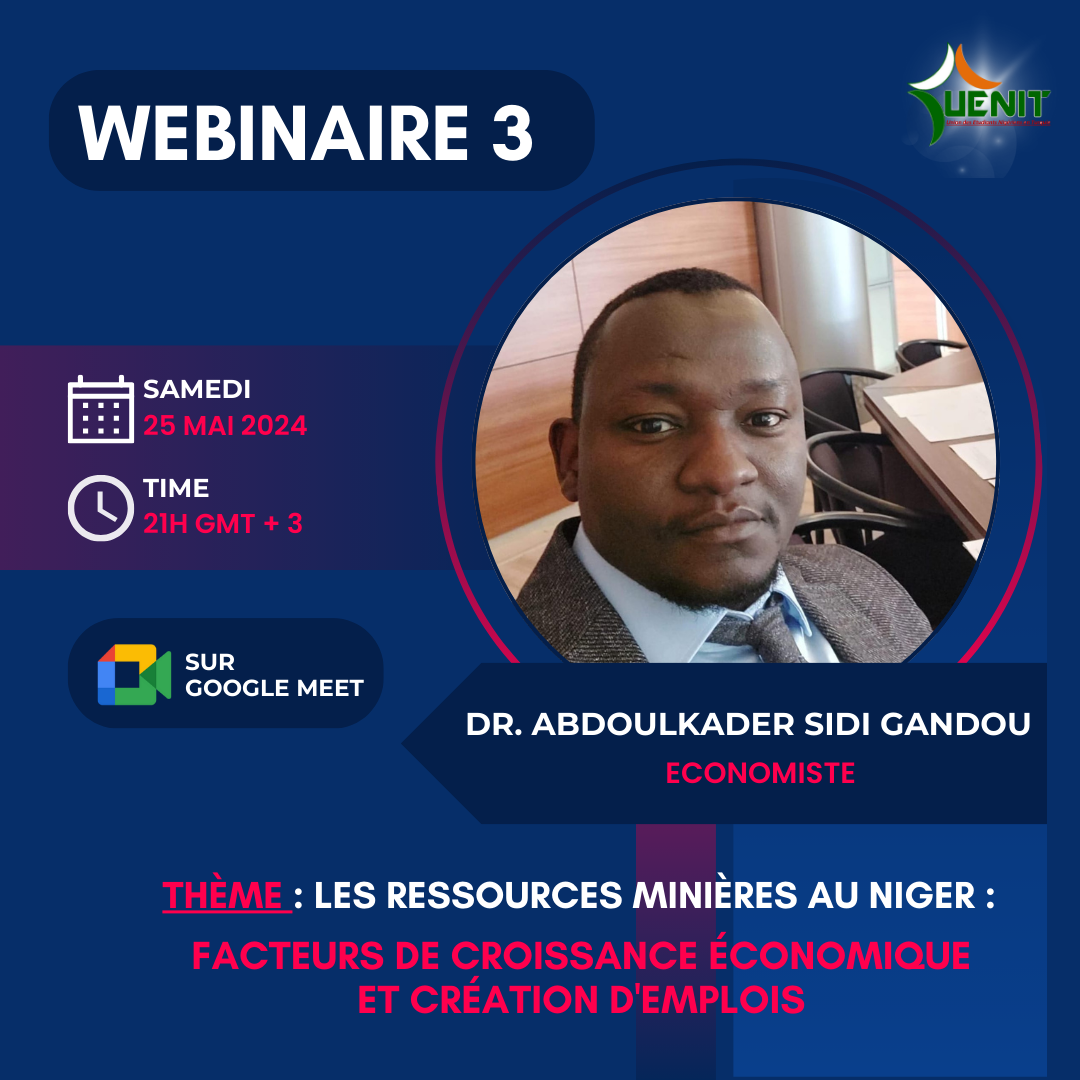 WEBINAIRE 3
UENIT
SAMEDI
25 MAI 2024
TIME
21H GMT + 3
SUR
GOOGLE MEET
DR. ABDOULKADER SIDI GANDOU
ECONOMISTE
THÈME : LES RESSOURCES MINIÈRES AU NIGER :
FACTEURS DE CROISSANCE ÉCONOMIQUE
ET CRÉATION D'EMPLOIS